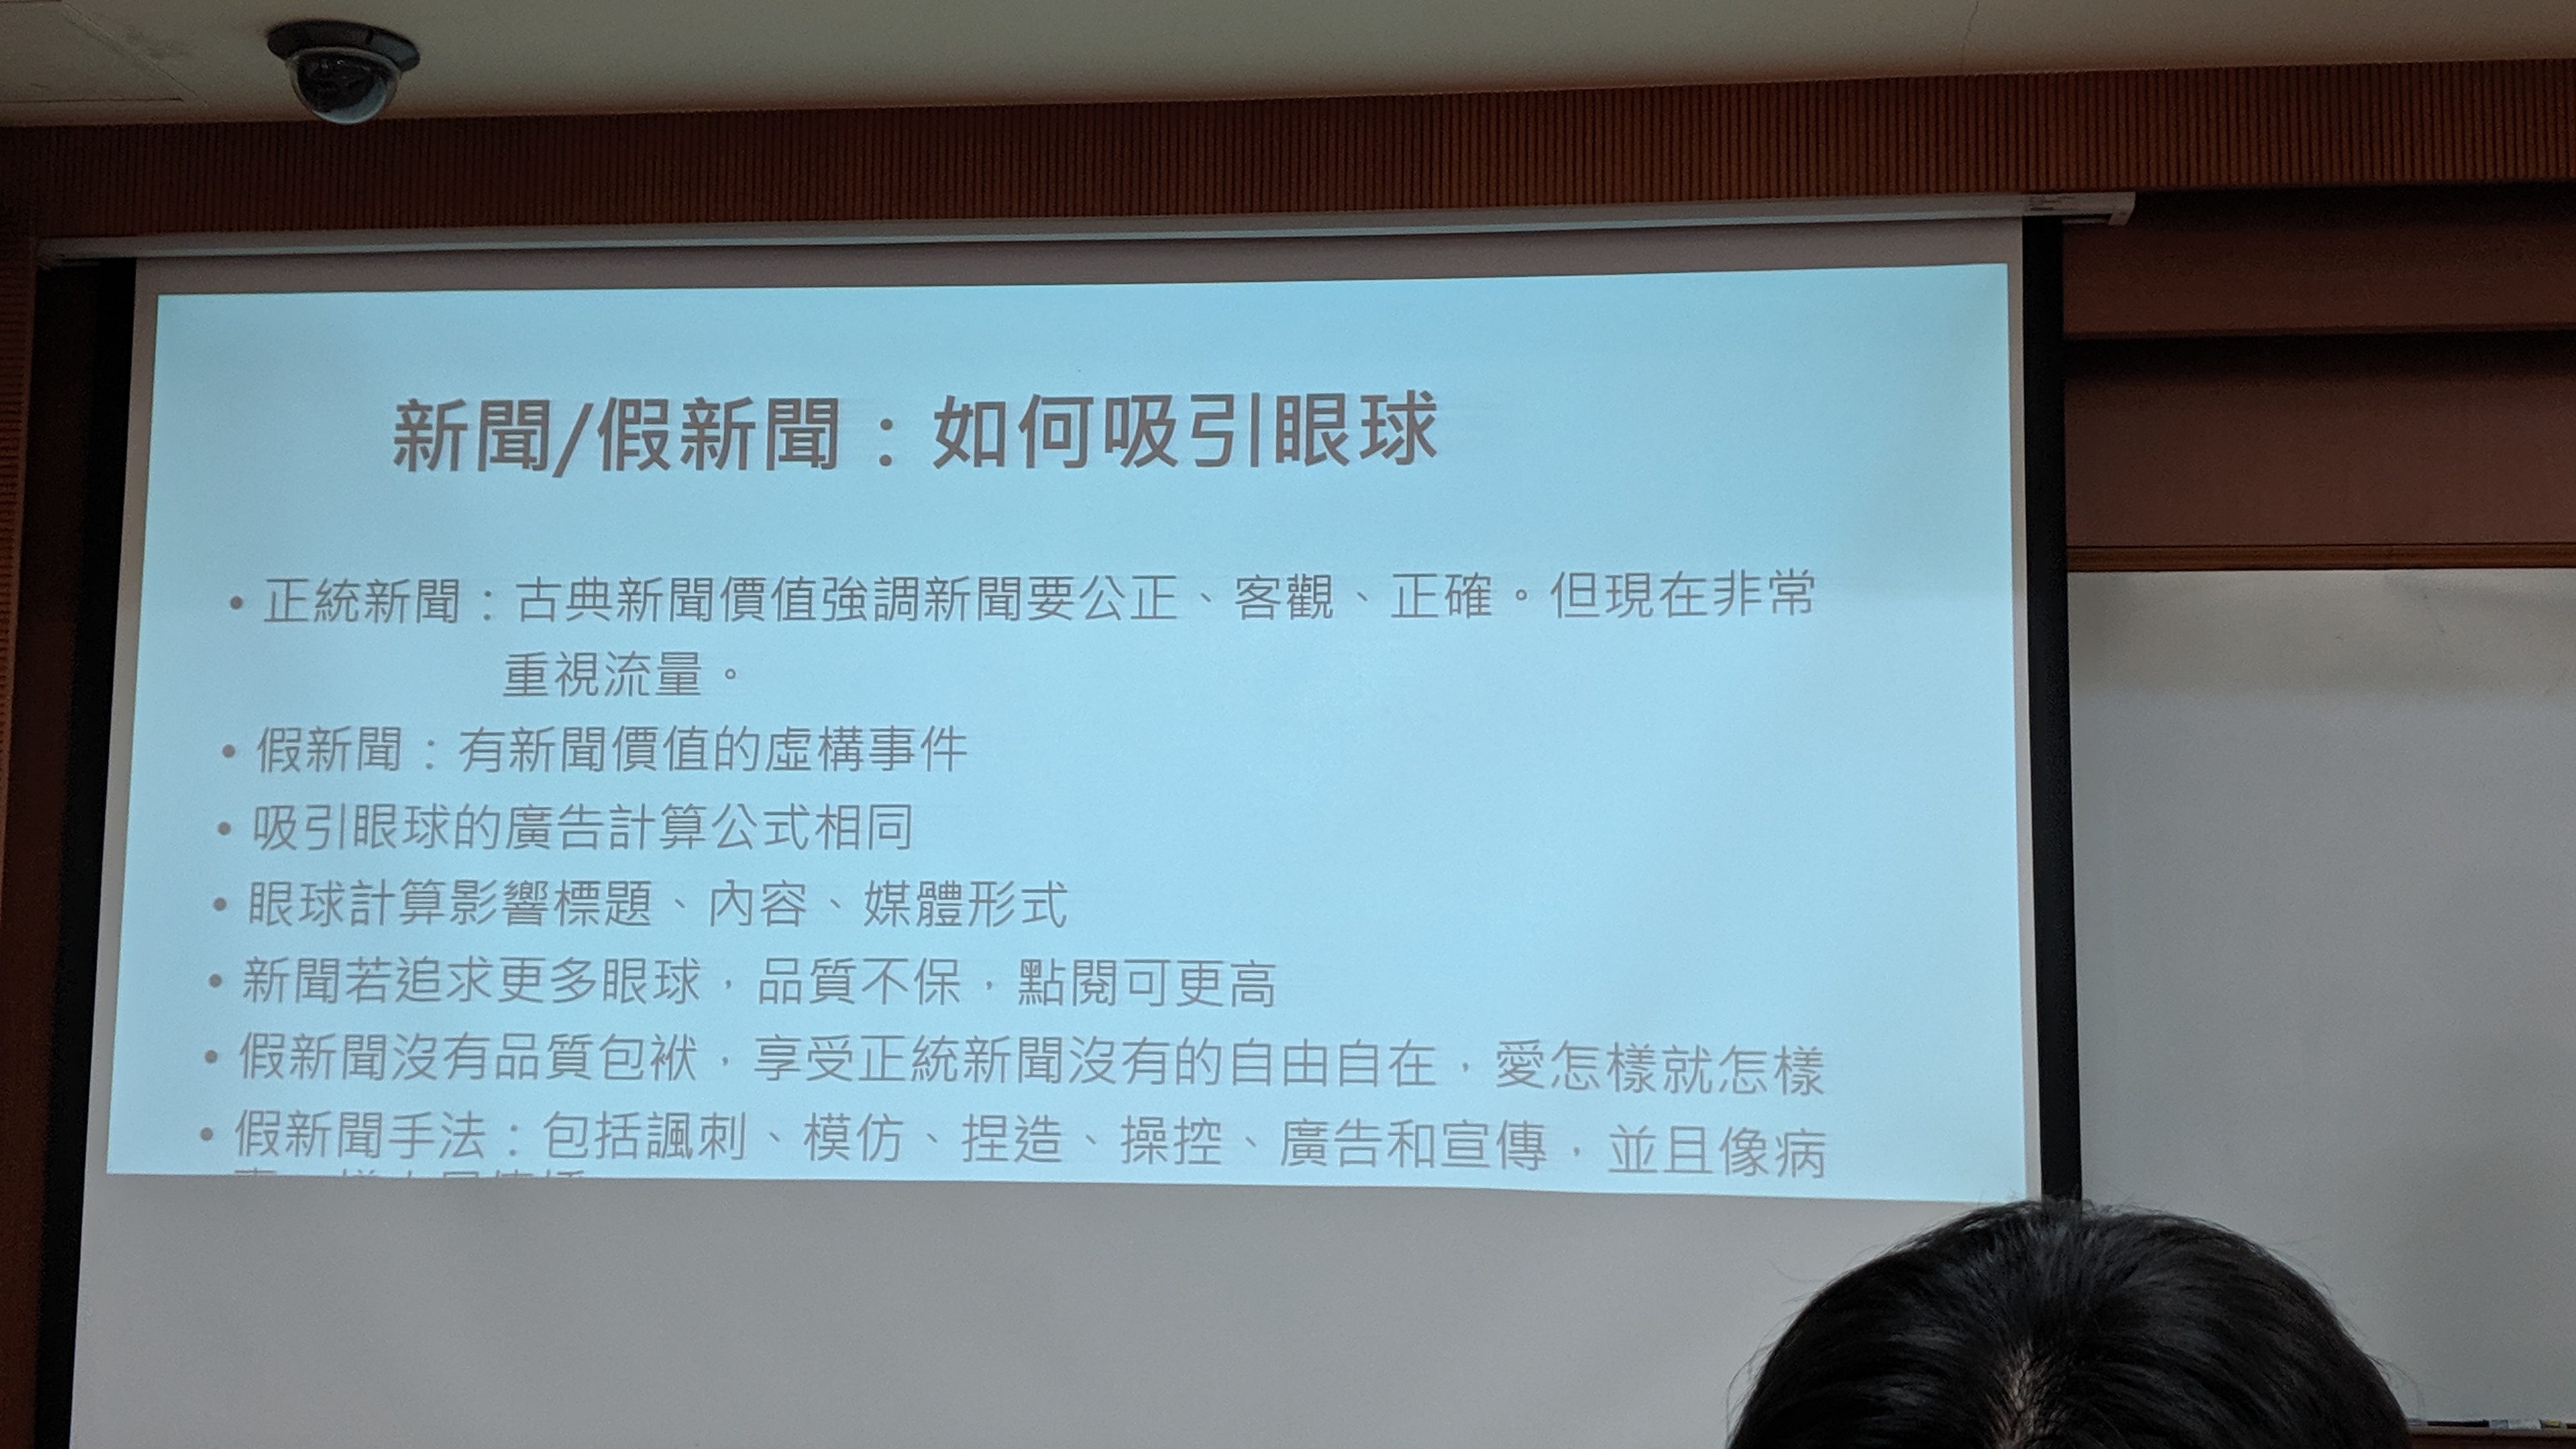 新聞/假新聞：如何吸引眼球
• 正統新聞：古典新聞價值強調新聞要公正、客觀、正確。但現在非常
重視流量。
• 假新聞：有新聞價值的虛構事件
• 吸引眼球的廣告計算公式相同
• 眼球計算影響標題、內容、媒體形式
• 新聞若追求更多眼球，品質不保，點閱可更高
• 假新聞沒有品質包袱，享受正統新聞沒有的自由自在，愛怎樣就怎樣
• 假新聞手法：包括諷刺、模仿、捏造、操控、廣告和宣傳，並且像病